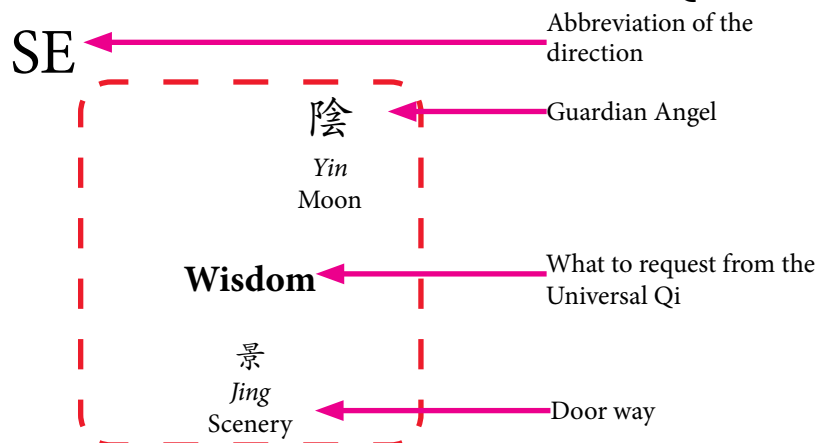 SE
Abbreviation of the
direction
陰
Guardian Angel
Yin
Moon
Wisdom
What to request from the
Universal Qi
景
Jing
Scenery
Door way